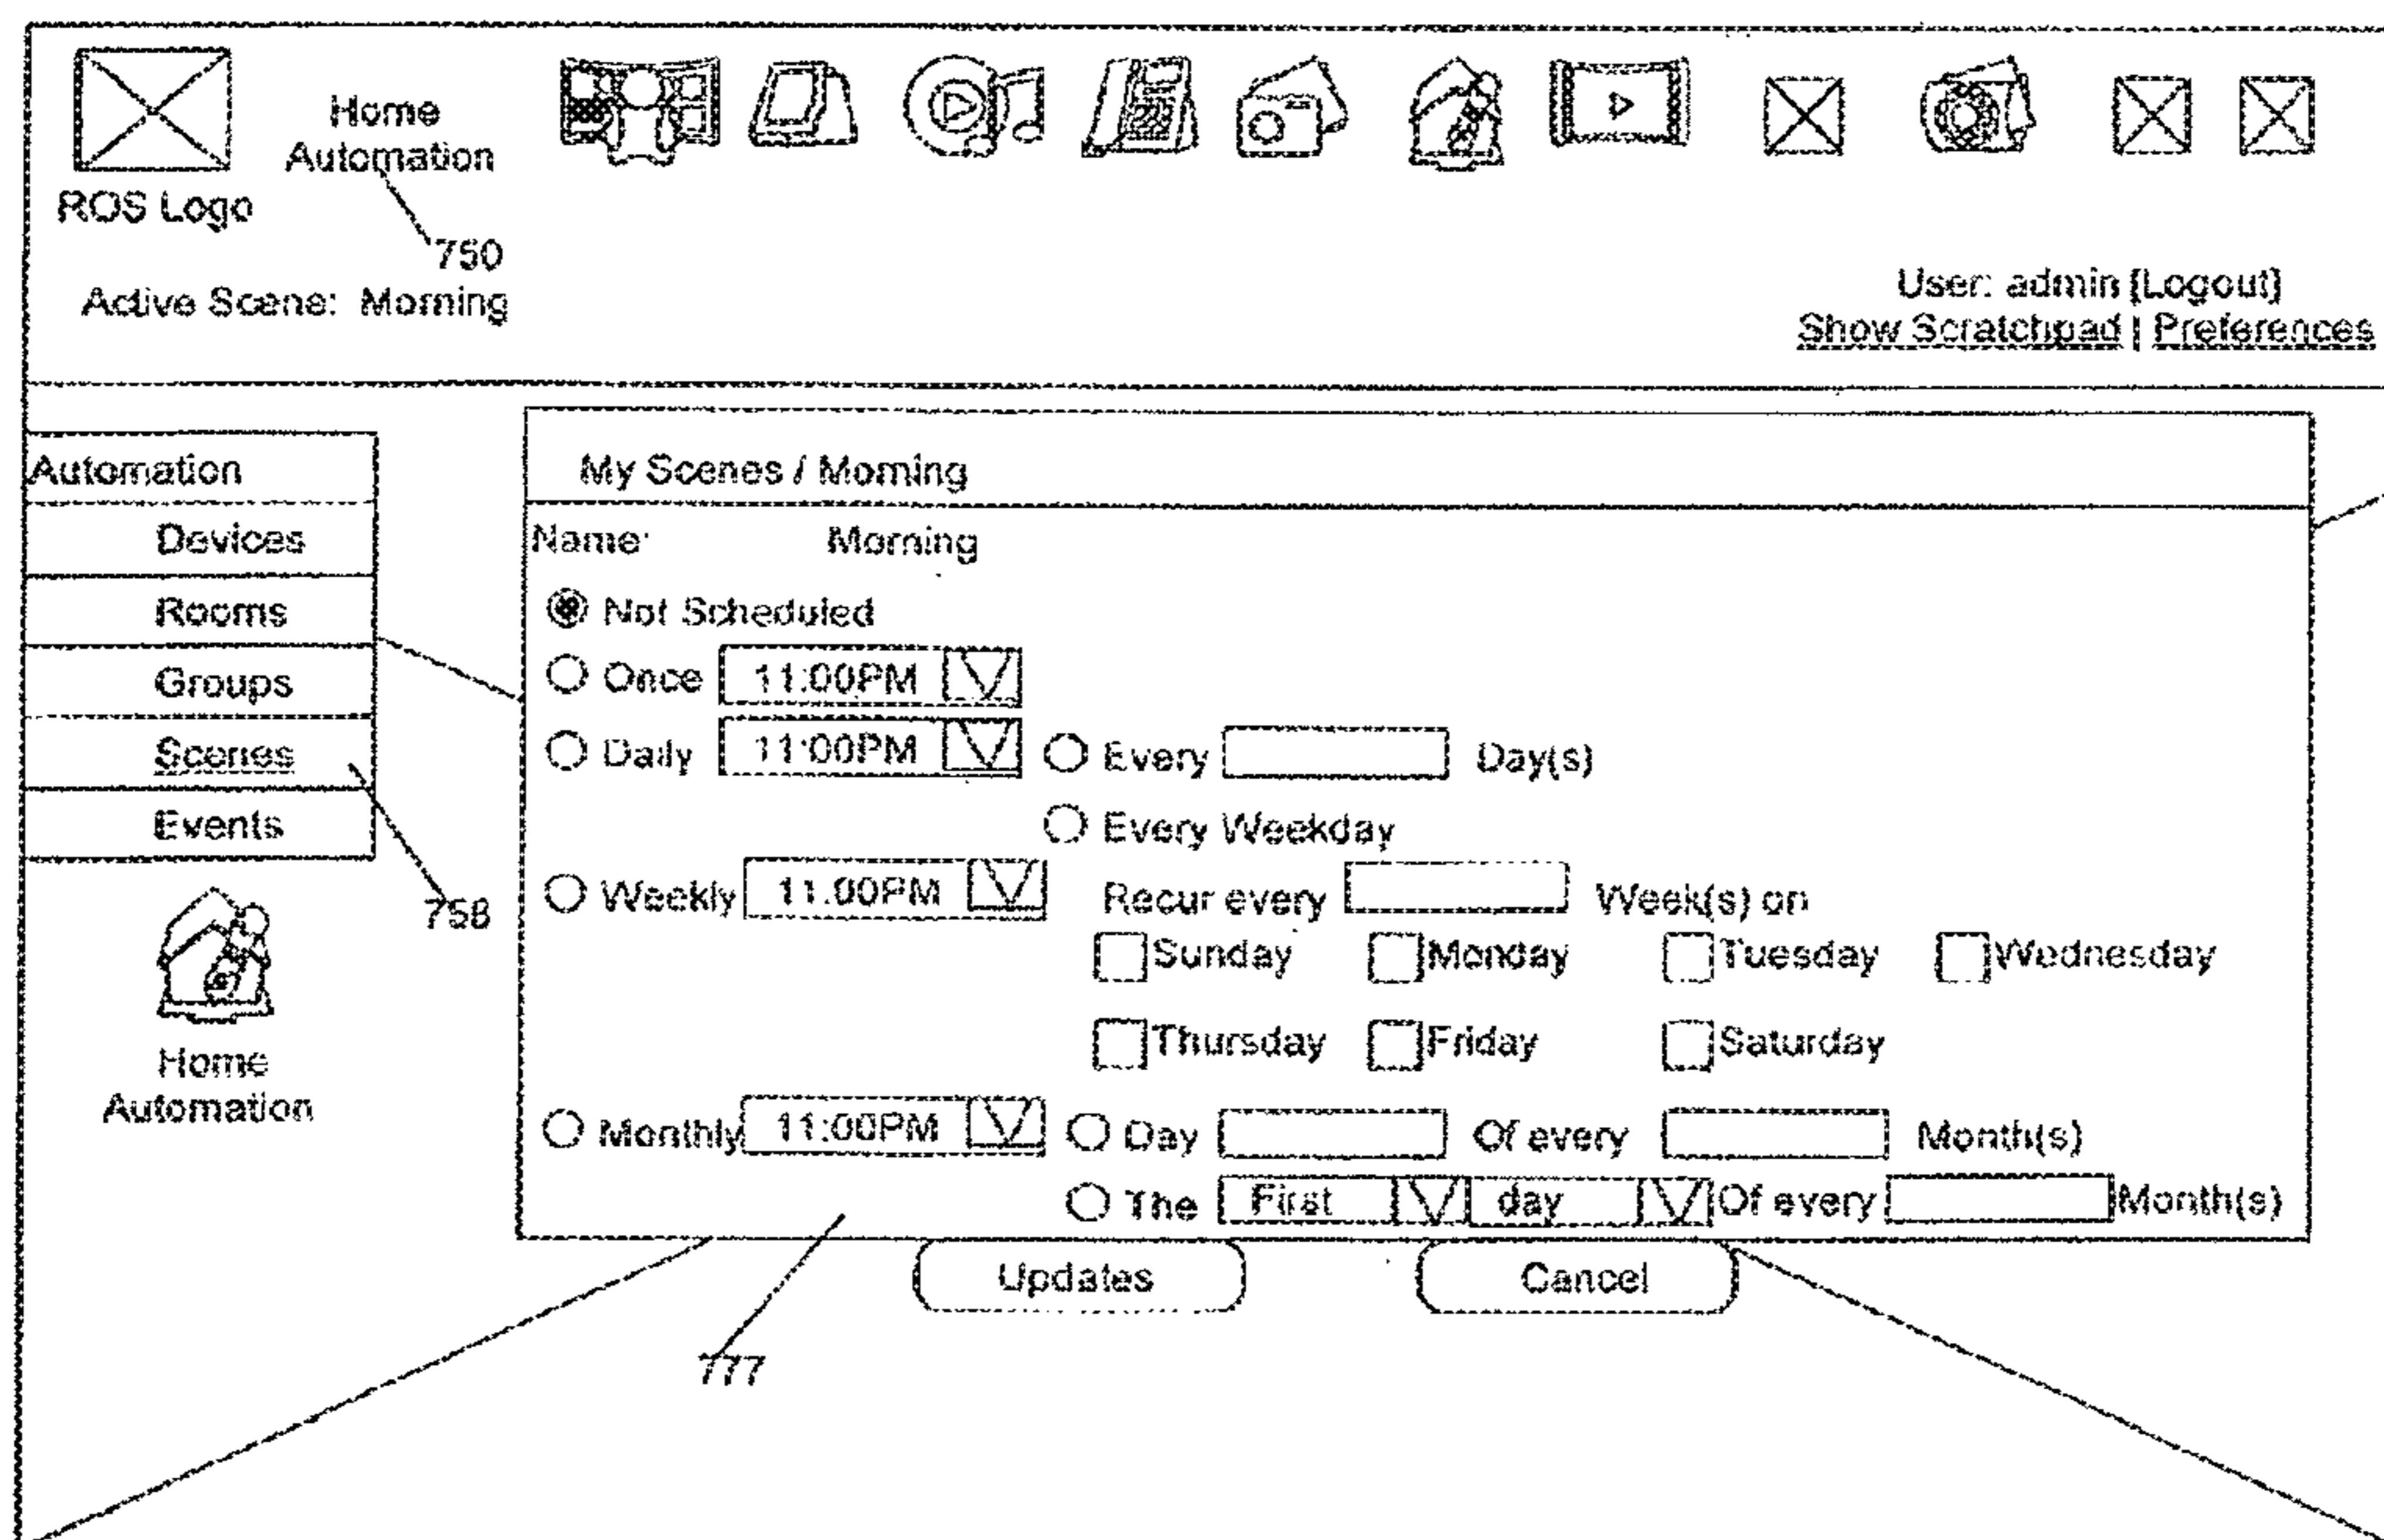 Home
Automation
ROS Logo
750
Active Scene: Morning
User: admin [Logout]
Show Scratchpad | Preferences
Automation
Devices
Rooms
Groups
Scenes
Events
768
Home
Automation
My Scenes / Morning
Name: Morning
Not Scheduled
Once 11:00PM
Daily 11:00PM Every Day(s)
Every Weekday
Weekly 11:00PM Recur every Week(s) on
Sunday Monday Tuesday Wednesday
Thursday Friday Saturday
Monthly 11:00PM Day Of every Month(s)
The First day Of every Month(s)
Updates Cancel
777